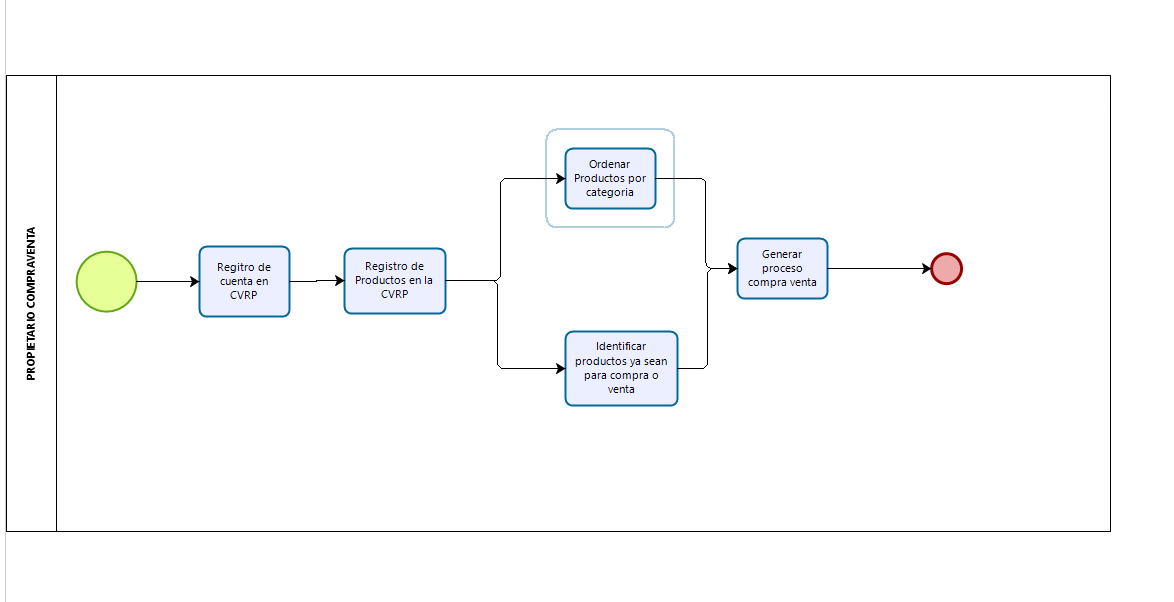 PROPIETARIO COMPRAVENTA
Regitro de
cuenta en
CVRP
Registro de
Productos en la
CVRP
Ordenar
Productos por
categoria
Identificar
productos ya sean
para compra o
venta
Generar
proceso
compra venta